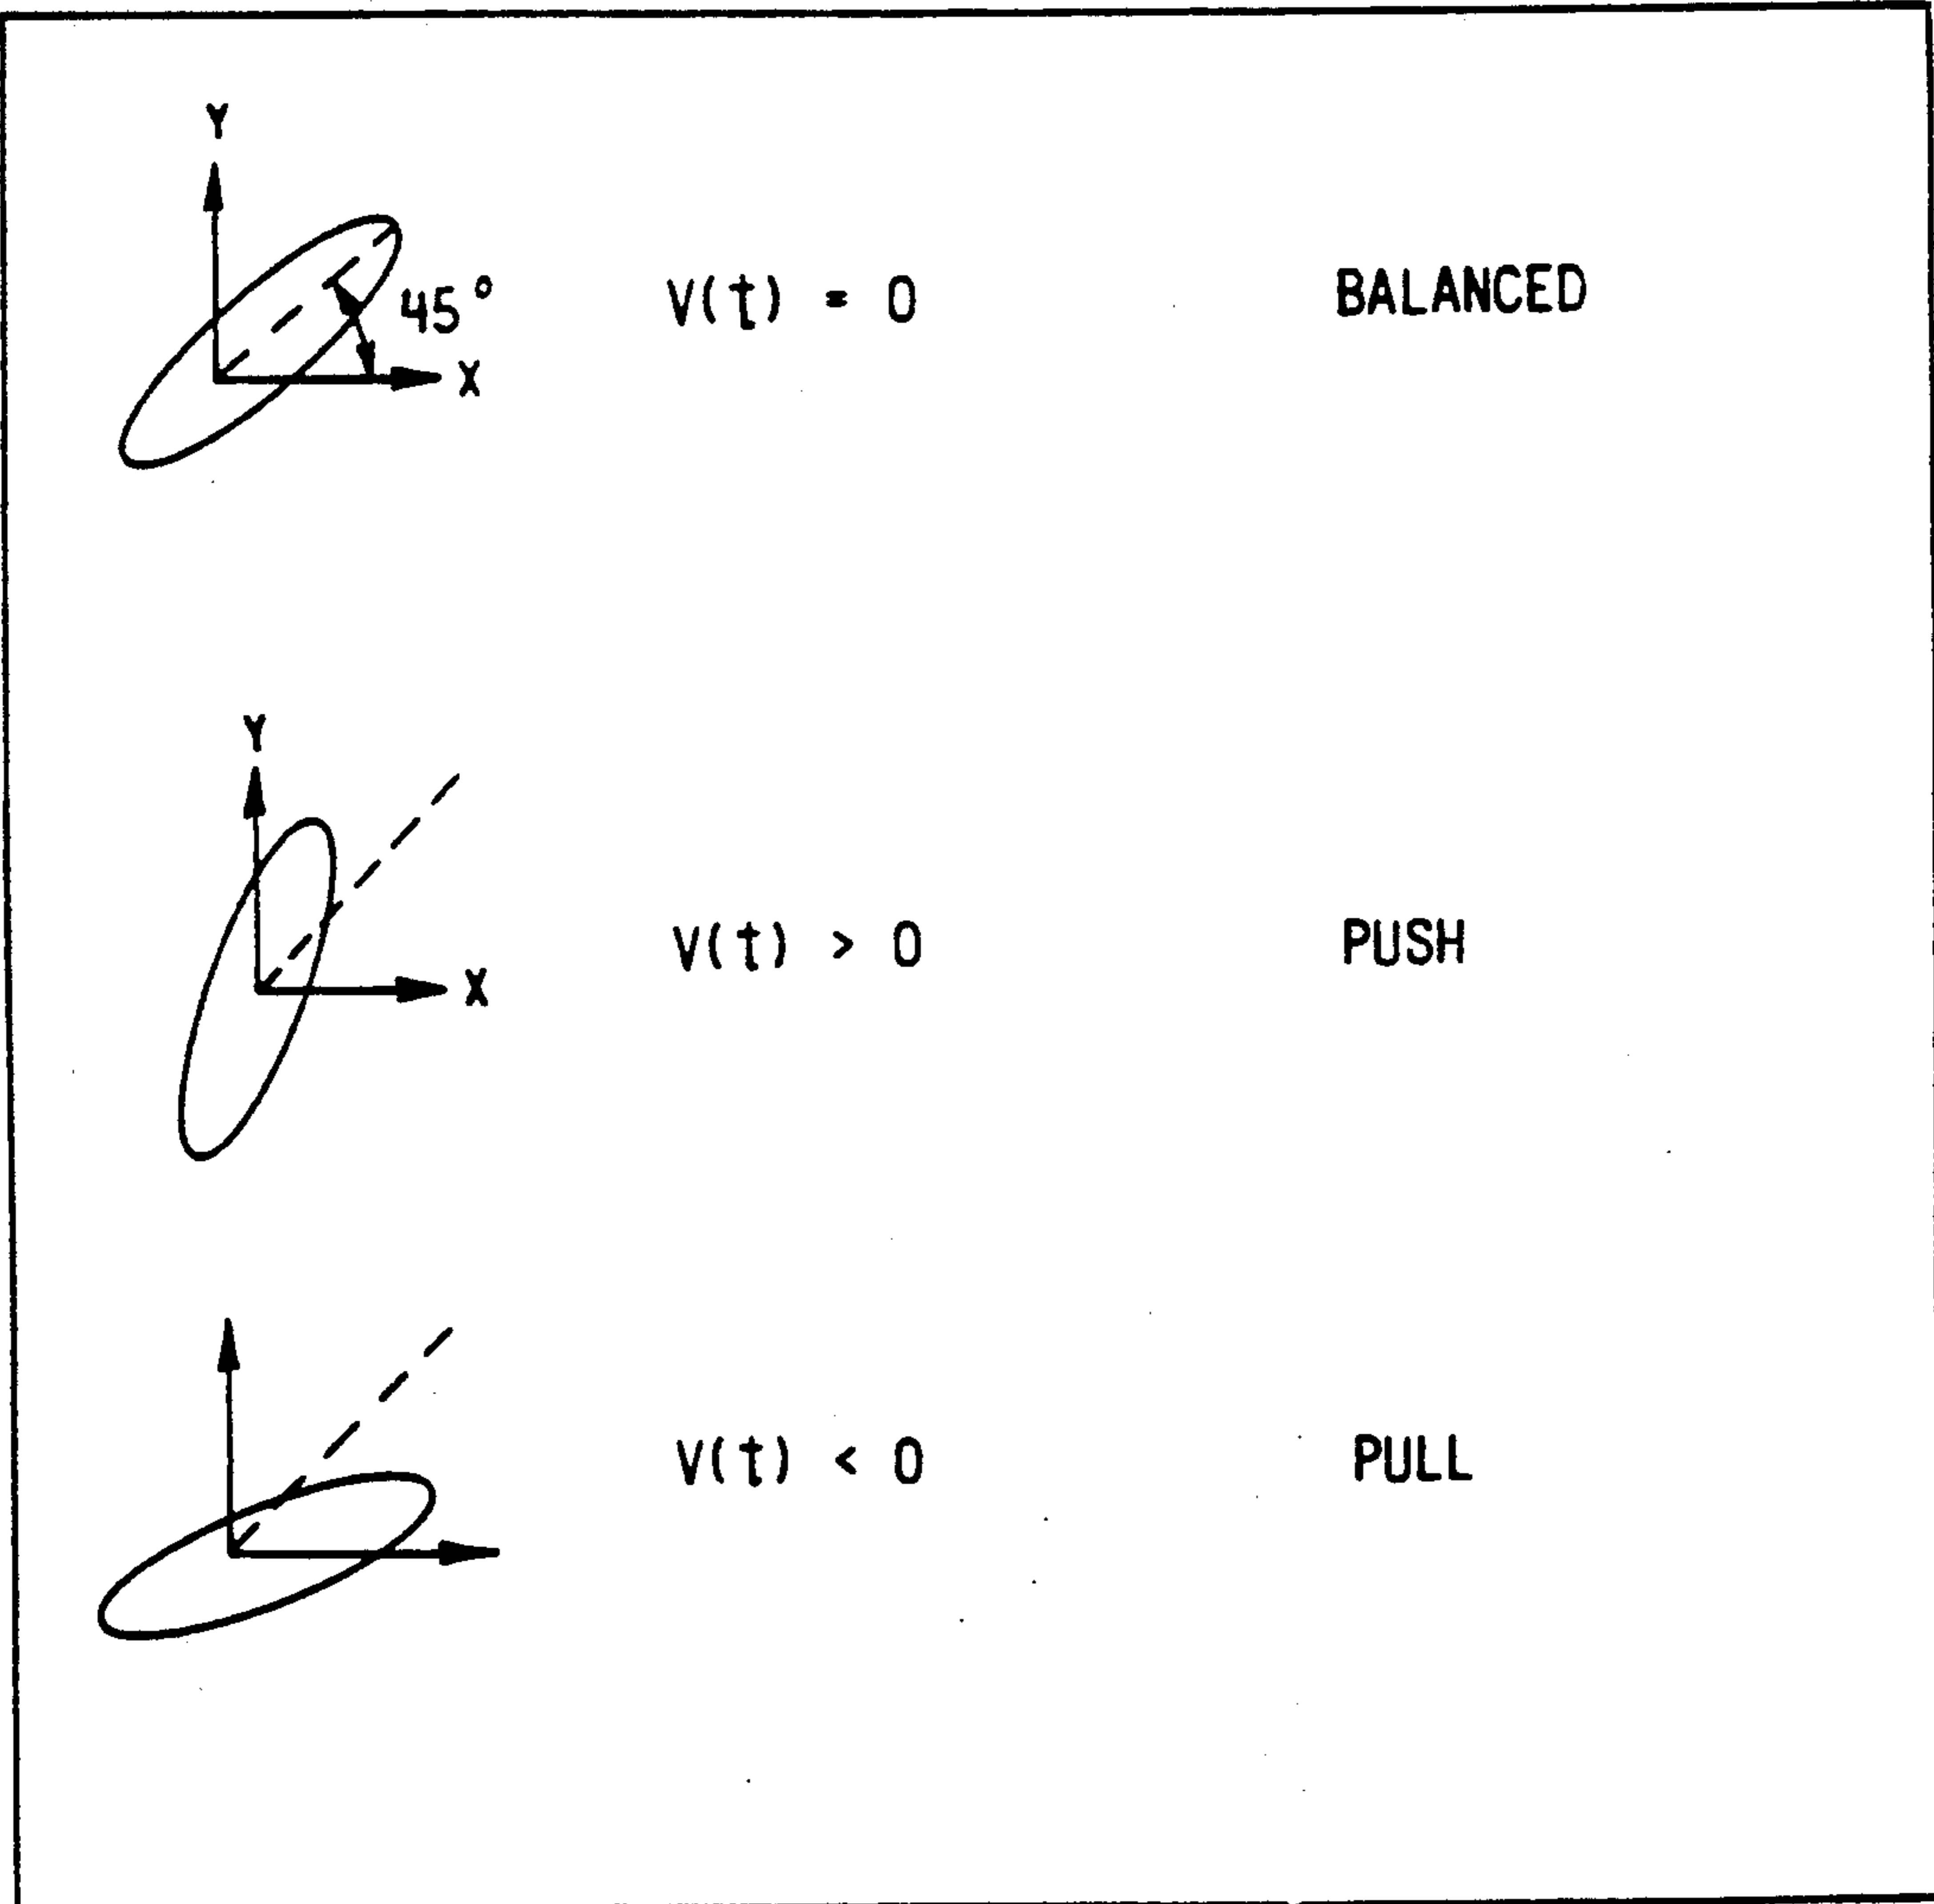 Y
45°
X
V(t) = 0 BALANCED
Y
X
V(t) > 0 PUSH
V(t) < 0 PULL